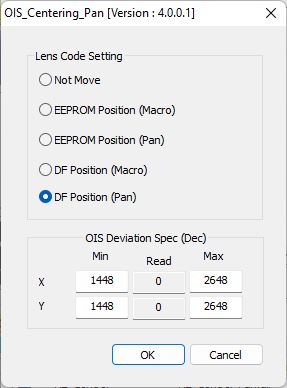 OIS_Centering_Pan [Version : 4.0.0.1]
Lens Code Setting
Not Move
EEPROM Position (Macro)
EEPROM Position (Pan)
DF Position (Macro)
DF Position (Pan)
OIS Deviation Spec (Dec)
Min Read Max
X 1448 0 2648
Y 1448 0 2648
OK Cancel